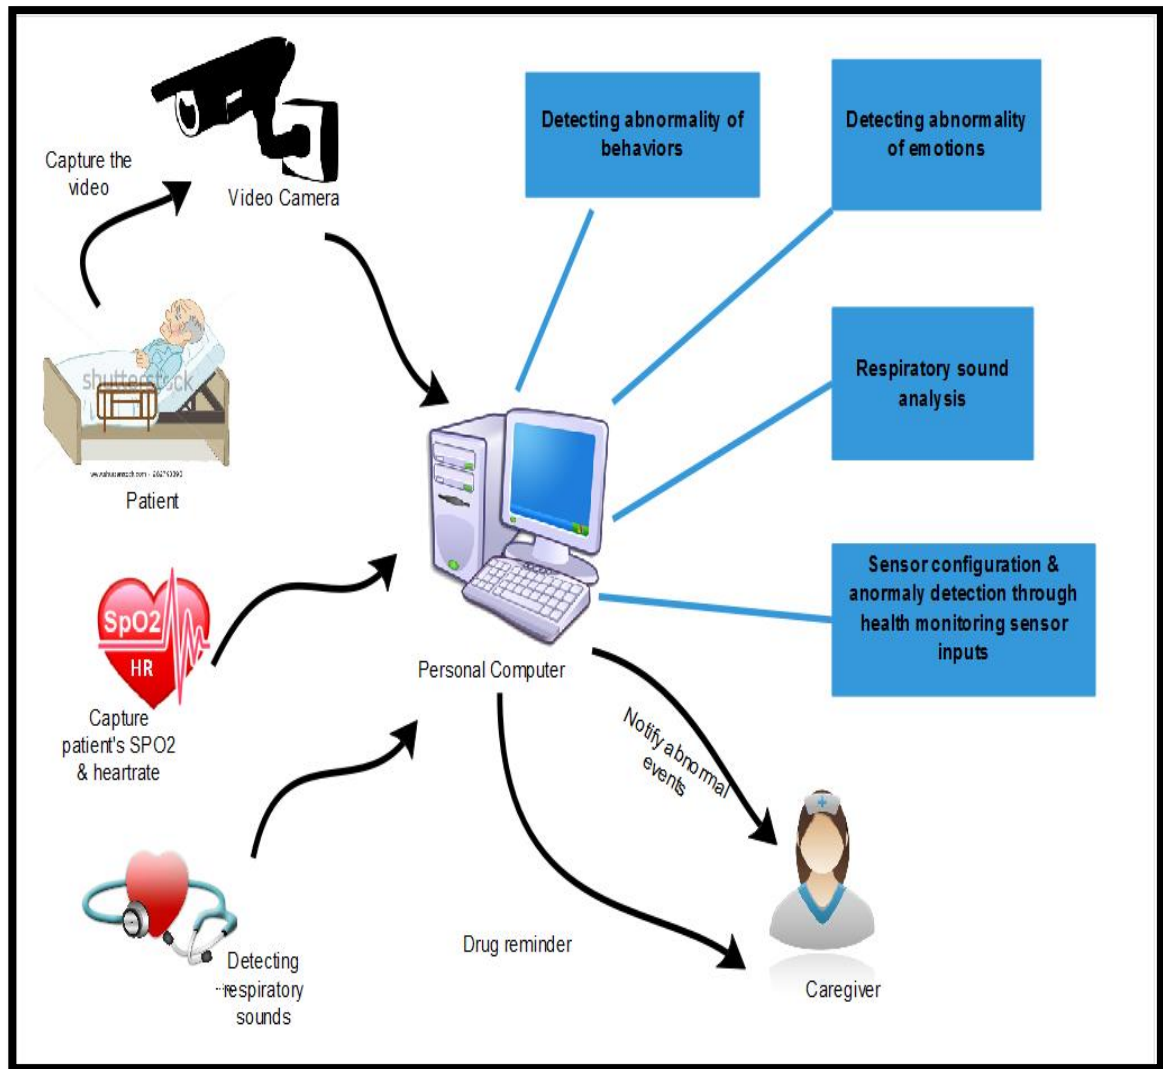 Capture the
video
Video Camera
Detecting abnormality of
behaviors
Detecting abnormality
of emotions
shutterstock
Patient
Respiratory sound
analysis
SpO2
HR
Capture
patient's SPO2
& heartrate
Personal Computer
Sensor configuration &
anormaly detection through
health monitoring sensor
inputs
Notify abnormal
events
Detecting
respiratory
sounds
Drug reminder
Caregiver